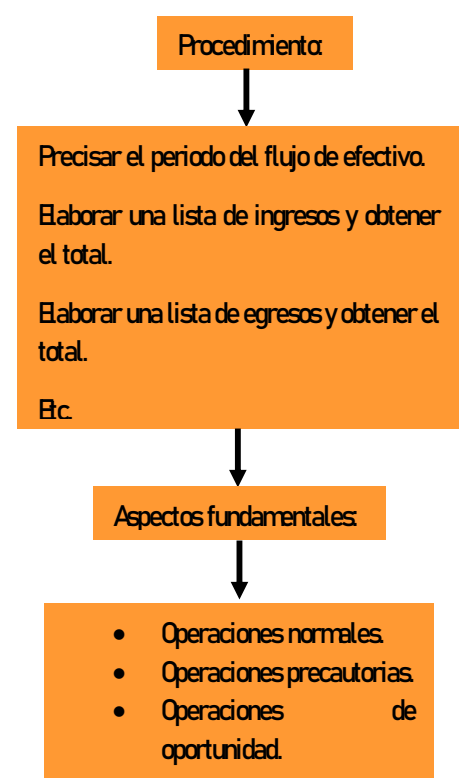 Procedimiento:
Precisar el periodo del flujo de efectivo.
Elaborar una lista de ingresos y obtener
el total.
Elaborar una lista de egresos y obtener el
total.
Etc.
Aspectos fundamentales:
• Operaciones normales.
• Operaciones precautorias.
• Operaciones de
oportunidad.